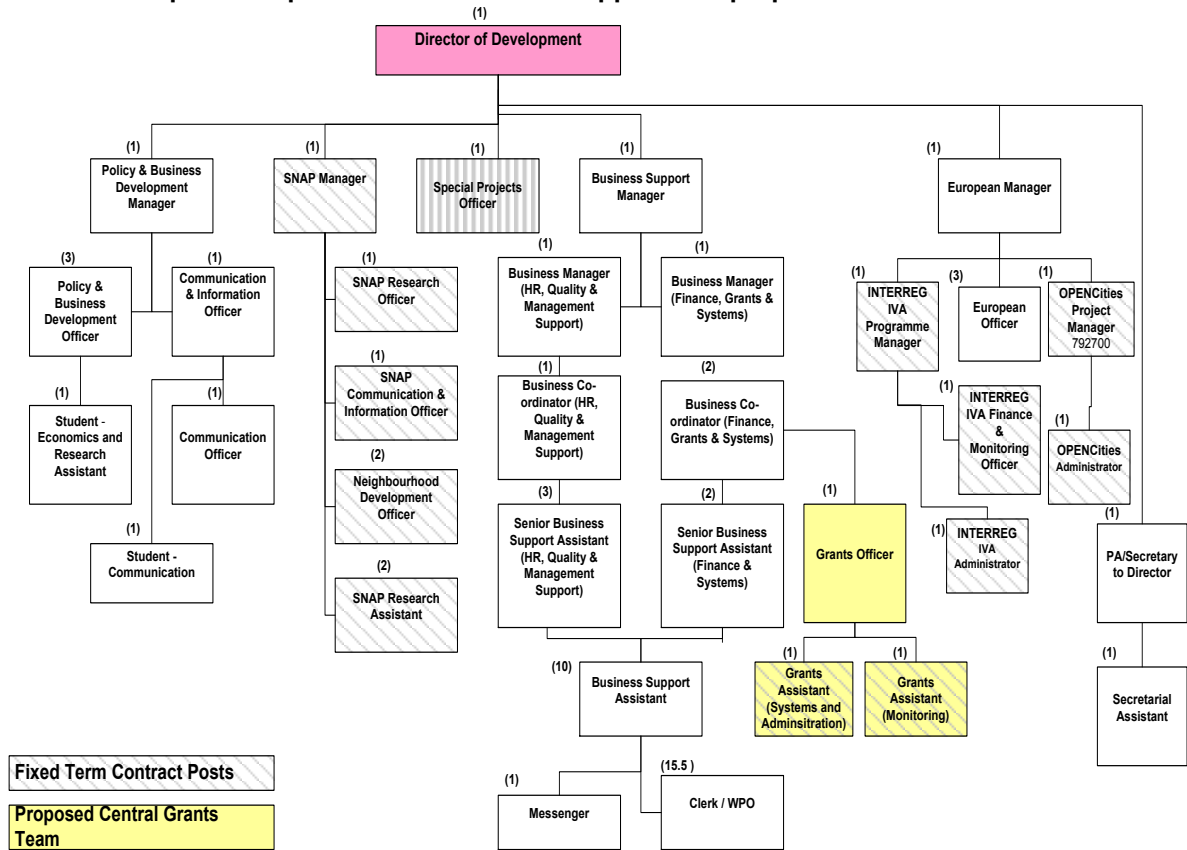 (1)
Director of Development
(1)
Policy & Business
Development
Manager
(1)
SNAP Manager
(1)
Special Projects
Officer
(1)
Business Support
Manager
(1)
European Manager
(3)
Policy &
Business
Development
Officer
(1)
Communication
& Information
Officer
(1)
Student -
Economics and
Research
Assistant
(1)
Communication
Officer
(1)
Student -
Communication
(1)
SNAP Research
Officer
(1)
SNAP
Communication &
Information Officer
(2)
Neighbourhood
Development
Officer
(2)
SNAP Research
Assistant
(1)
Business Manager
(HR, Quality &
Management
Support)
(1)
Business Manager
(Finance, Grants &
Systems)
(1)
Business Co-
ordinator (HR,
Quality &
Management
Support)
(2)
Business Co-
ordinator (Finance,
Grants & Systems)
(3)
Senior Business
Support Assistant
(HR, Quality &
Management
Support)
(2)
Senior Business
Support Assistant
(Finance &
Systems)
(1)
Grants Officer
(10)
Business Support
Assistant
(1)
Grants
Assistant
(Systems and
Adminsitration)
(1)
Grants
Assistant
(Monitoring)
(1)
Messenger
(15.5 )
Clerk / WPO
(1)
INTERREG
IVA
Programme
Manager
(3)
European
Officer
(1)
OPENCities
Project
Manager
792700
(1)
INTERREG
IVA Finance
&
Monitoring
Officer
(1)
OPENCities
Administrator
(1)
INTERREG
IVA
Administrator
(1)
PA/Secretary
to Director
(1)
Secretarial
Assistant
Fixed Term Contract Posts
Proposed Central Grants
Team